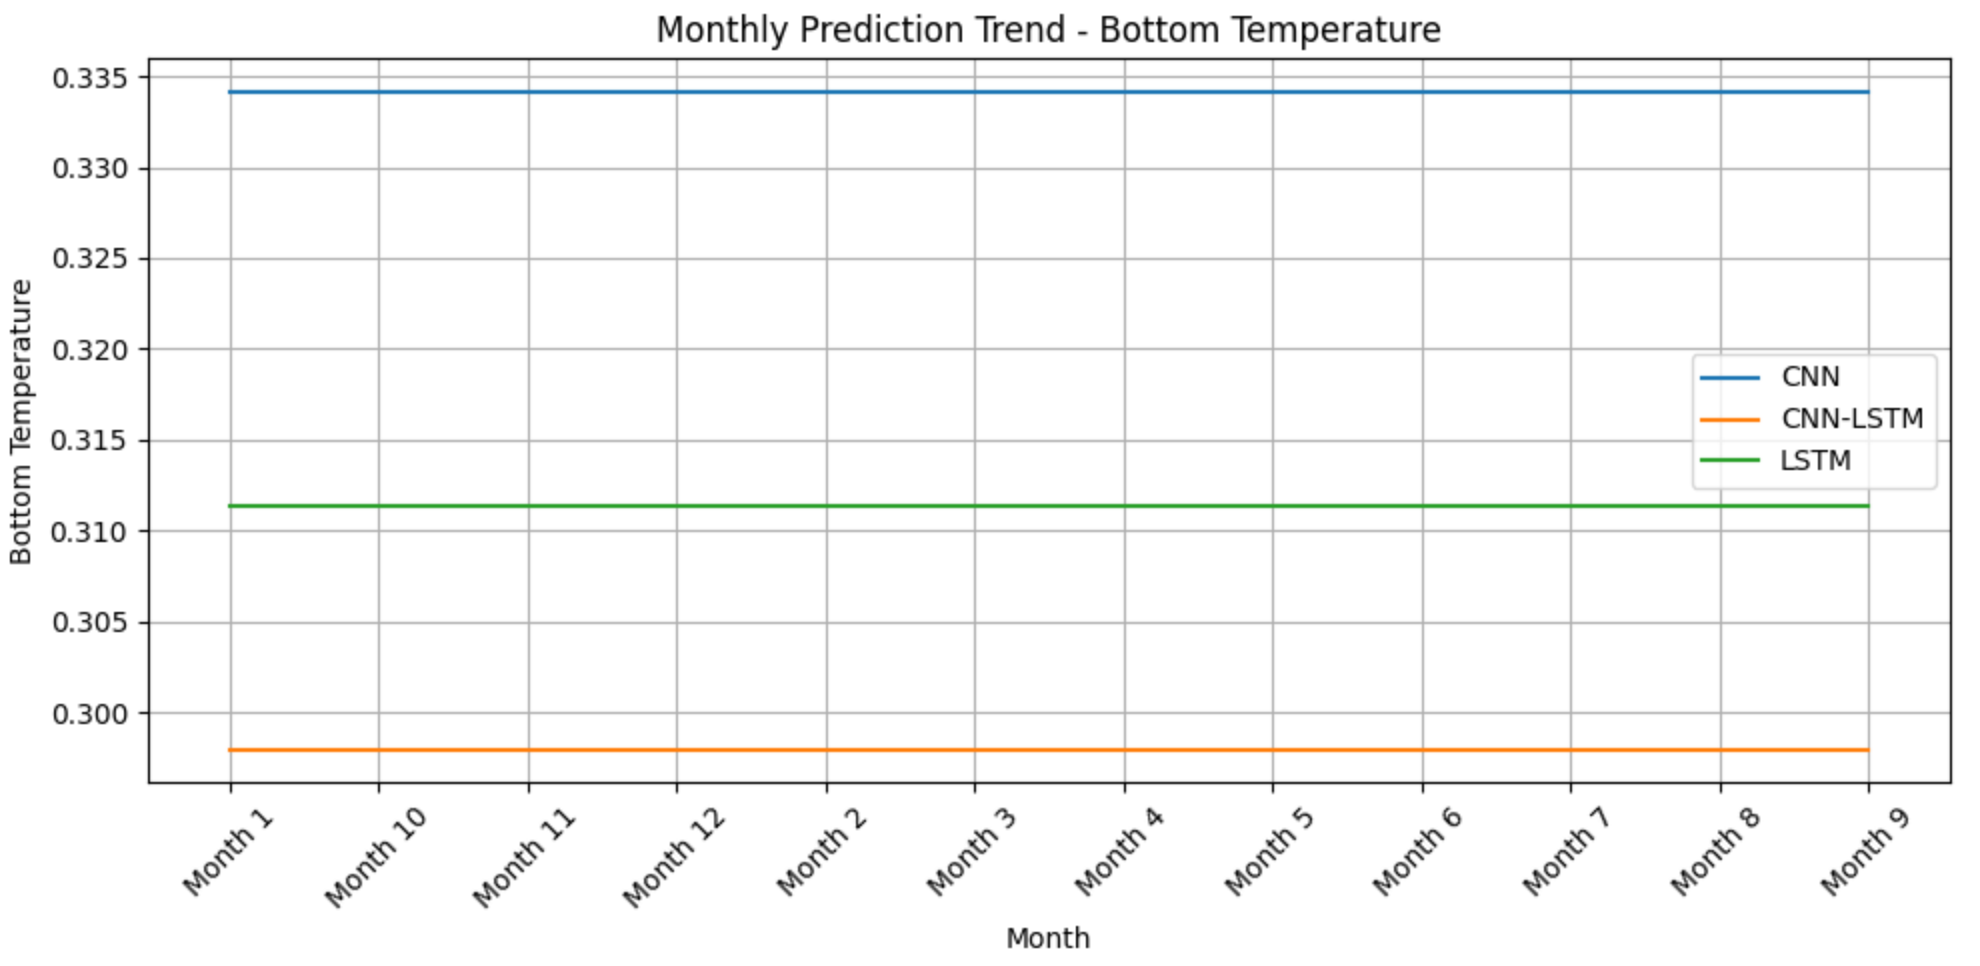 Monthly Prediction Trend - Bottom Temperature
Bottom Temperature
0.335
0.330
0.325
0.320
0.315
0.310
0.305
0.300
CNN
CNN-LSTM
LSTM
Month 1
Month 10
Month 11
Month 12
Month 2
Month 3
Month 4
Month 5
Month 6
Month 7
Month 8
Month 9
Month